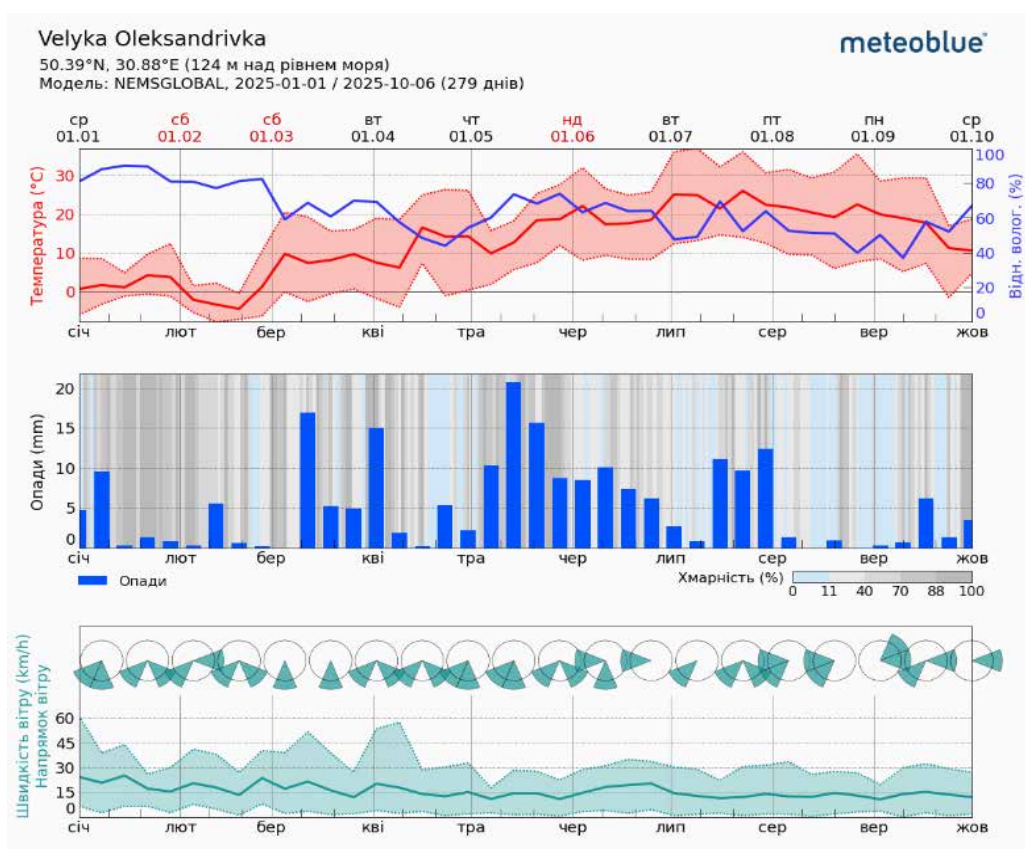 Velyka Oleksandrivka
meteoblue
50.39°N, 30.88°E (124 м над рівнем моря)
Модель: NEMSGLOBAL, 2025-01-01 / 2025-10-06 (279 днів)
ср сб сб вт чт нд вт пт пн ср
01.01 01.02 01.03 01.04 01.05 01.06 01.07 01.08 01.09 01.10
Температура (°C)
30
20
10
0
100
80
60
40
20
0
Відн. волог. (%)
січ лют бер кві тра чер лип сер вер жов
Опади (mm)
20
15
10
5
0
січ лют бер кві тра чер лип сер вер жов
Опади
Хмарність (%)
0 11 40 70 88 100
Швидкість вітру (km/h)
Напрямок вітру
60
45
30
15
0
січ лют бер кві тра чер лип сер вер жов